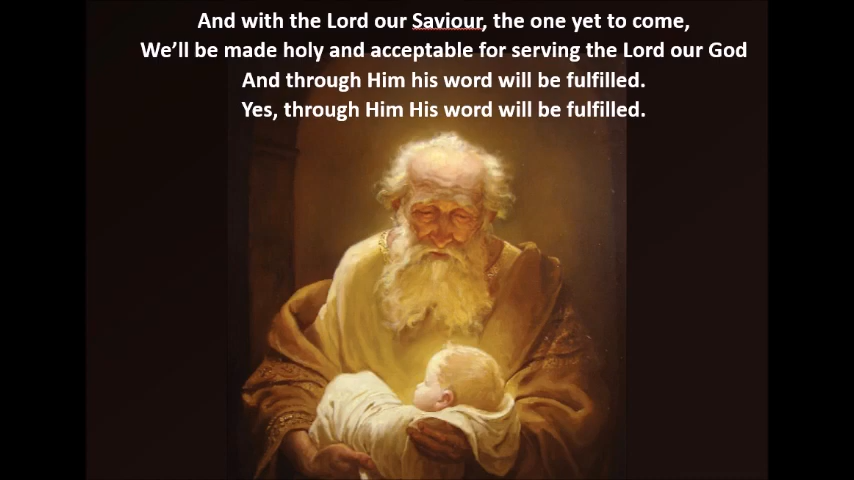 And with the Lord our Saviour, the one yet to come,
We'll be made holy and acceptable for serving the Lord our God
And through Him his word will be fulfilled.
Yes, through Him His word will be fulfilled.